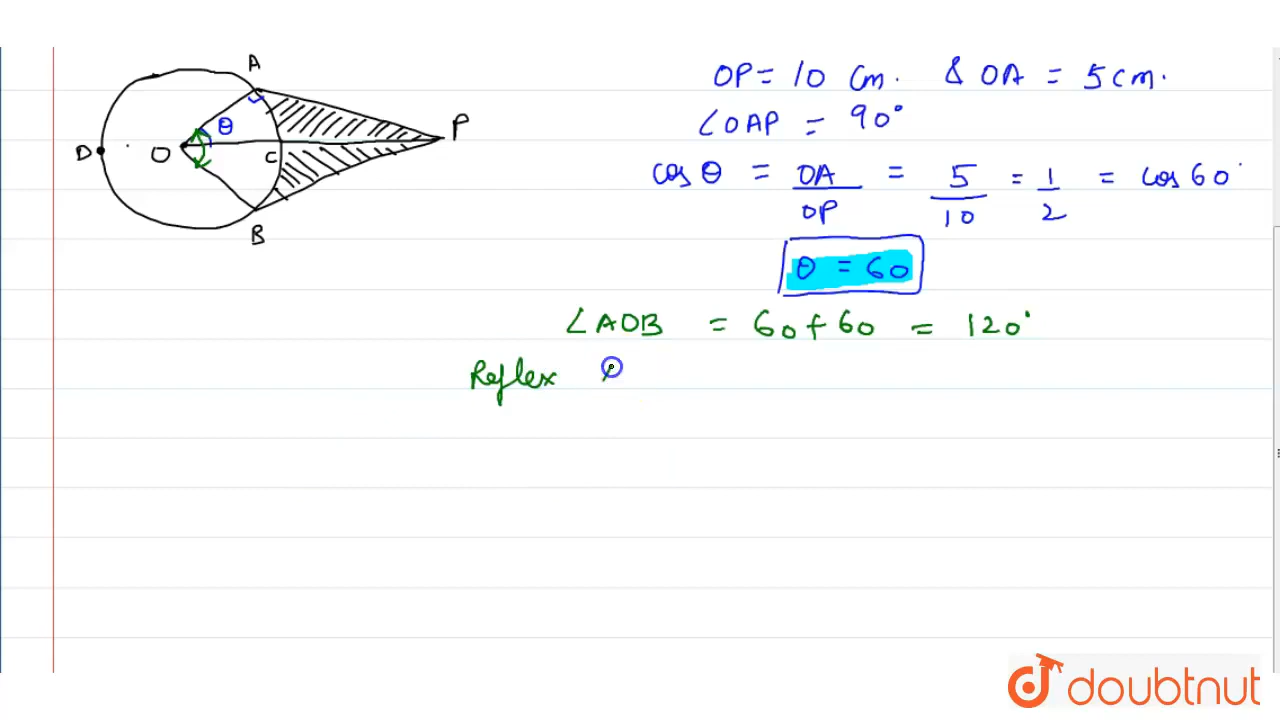 A
D
O
θ
C
P
B
OP = 10 Cm. & OA = 5 cm.
∠OAP = 90°
cos θ = OA / OP = 5 / 10 = 1 / 2 = cos 60°
θ = 60
∠AOB = 60 + 60 = 120°
Reflex
doubtnut